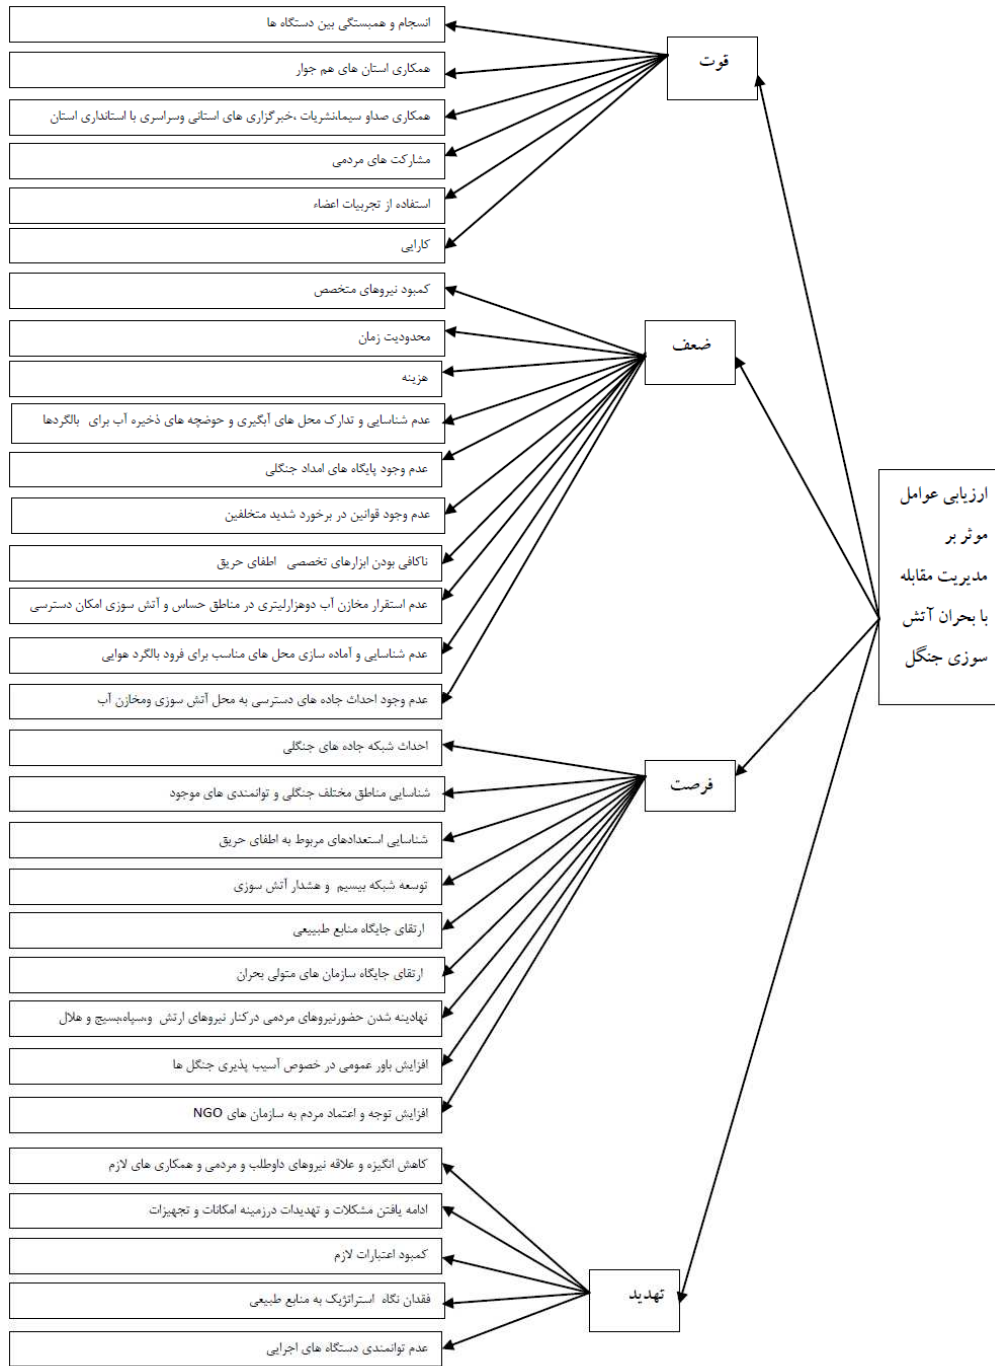 ارزیابی عوامل
موثر بر
مدیریت مقابله
با بحران آتش
سوزی جنگل
قوت
انسجام و همبستگی بین دستگاه ها
همکاری استان های هم جوار
همکاری صداو سیما،نشریات ،خبرگزاری های استانی وسراسری با استانداری استان
مشارکت های مردمی
استفاده از تجربیات اعضاء
کارایی
ضعف
کمبود نیروهای متخصص
محدودیت زمان
هزینه
عدم شناسایی و تدارک محل های آبگیری و حوضچه های ذخیره آب برای بالگردها
عدم وجود پایگاه های امداد جنگلی
عدم وجود قوانین در برخورد شدید متخلفین
ناکافی بودن ابزارهای تخصصی اطفای حریق
عدم استقرار مخازن آب دوهزارلیتری در مناطق حساس و آتش سوزی امکان دسترسی
عدم شناسایی و آماده سازی محل های مناسب برای فرود بالگرد هوایی
عدم وجود احداث جاده های دسترسی به محل آتش سوزی ومخازن آب
فرصت
احداث شبکه جاده های جنگلی
شناسایی مناطق مختلف جنگلی و توانمندی های موجود
شناسایی استعدادهای مربوط به اطفای حریق
توسعه شبکه بیسیم و هشدار آتش سوزی
ارتقای جایگاه منابع طبییعی
ارتقای جایگاه سازمان های متولی بحران
نهادینه شدن حضورنیروهای مردمی درکنار نیروهای ارتش و،سپاه،بسیج و هلال
افزایش باور عمومی در خصوص آسیب پذیری جنگل ها
افزایش توجه و اعتماد مردم به سازمان های NGO
تهدید
کاهش انگیزه و علاقه نیروهای داوطلب و مردمی و همکاری های لازم
ادامه یافتن مشکلات و تهدیدات درزمینه امکانات و تجهیزات
کمبود اعتبارات لازم
فقدان نگاه استراتژیک به منابع طبیعی
عدم توانمندی دستگاه های اجرایی